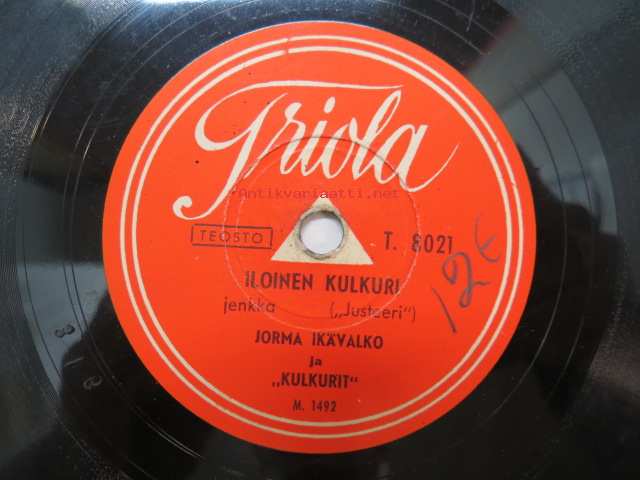 Triola
Antikvariaatti.net
TEOSTO T. 8021
ILOINEN KULKURI
jenkka („Justeeri")
JORMA IKÄVALKO
ja
„KULKURIT"
M. 1492
12€